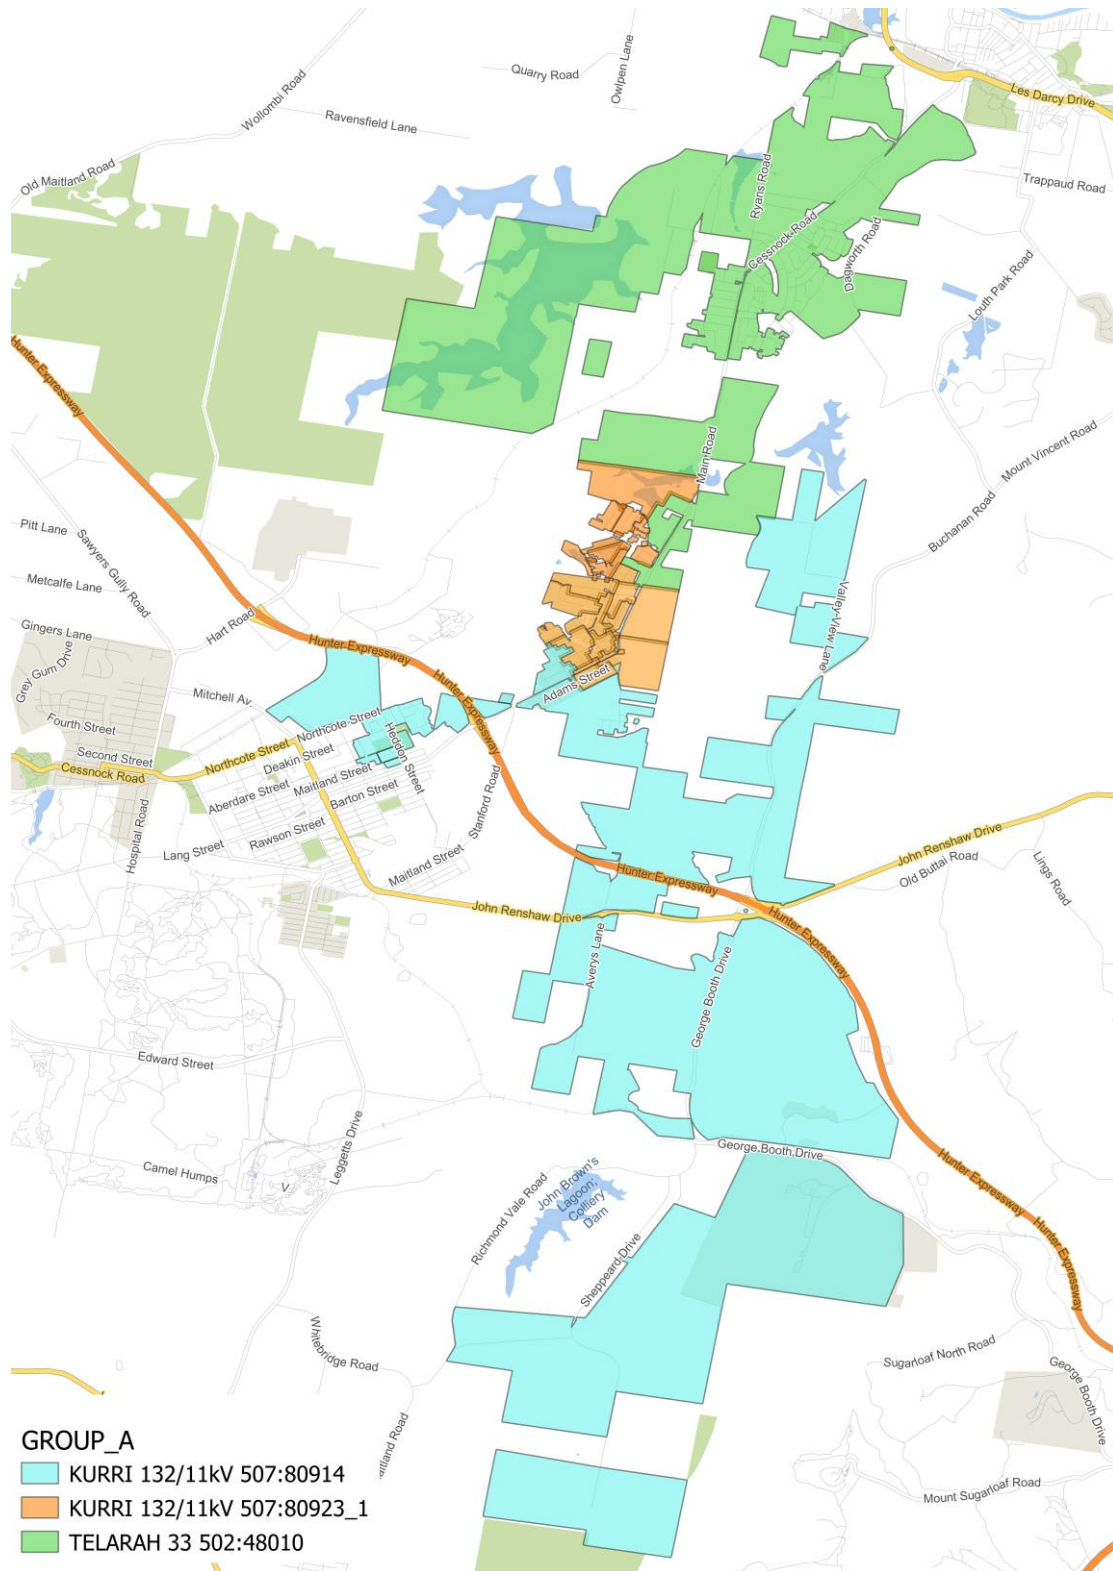 Quarry Road
Owlpen Lane
Les Darcy Drive
Wollombi Road
Ravensfield Lane
Old Maitland Road
Trappaud Road
Ryans Road
Cessnock Road
Dagworth Road
Louth Park Road
Hunter Expressway
Main Road
Mount Vincent Road
Buchanan Road
Pitt Lane
Sawyers Gully Road
Metcalfe Lane
Valley View Lane
Hart Road
Gingers Lane
Grey Gum Drive
Hunter Expressway
Hunter Expressway
Adams Street
Mitchell Av.
Northcote Street
Fourth Street
Heddon Street
Second Street
Northcote Street
Deakin Street
Cessnock Road
Maitland Street
Aberdare Street
Barton Street
Stanford Road
Rawson Street
Hospital Road
Lang Street
Maitland Street
John Renshaw Drive
Old Buttai Road
Lings Road
Hunter Expressway
John Renshaw Drive
Hunter Expressway
Averys Lane
George Booth Drive
Edward Street
Leggetts Drive
George Booth Drive
Camel Humps
Richmond Vale Road
John Brown's
Lagoon;
Colliery
Dam
Hunter Expressway
Hunter Expressway
Sheppeard Drive
Whitebridge Road
Sugarloaf North Road
George Booth Drive
aitland Road
Mount Sugarloaf Road
GROUP_A
KURRI 132/11kV 507:80914
KURRI 132/11kV 507:80923_1
TELARAH 33 502:48010